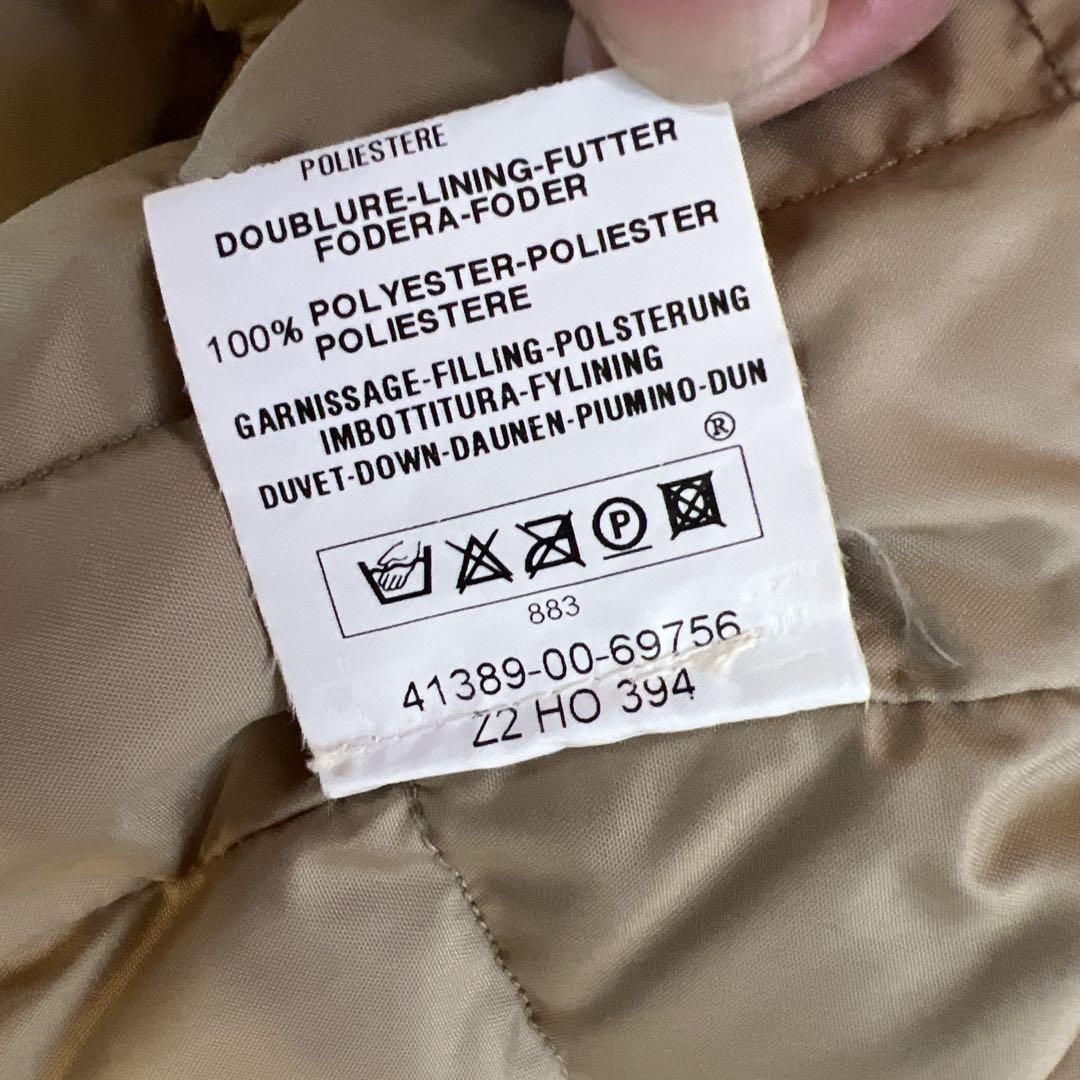 POLIESTERE
DOUBLURE-LINING-FUTTER
FODERA-FODER
100% POLYESTER-POLIESTER
POLIESTERE
GARNISSAGE-FILLING-POLSTERUNG
IMBOTTITURA-FYLINING
DUVET-DOWN-DAUNEN-PIUMINO-DUN
®
P
883
41389-00-69756
Z2 HO 394